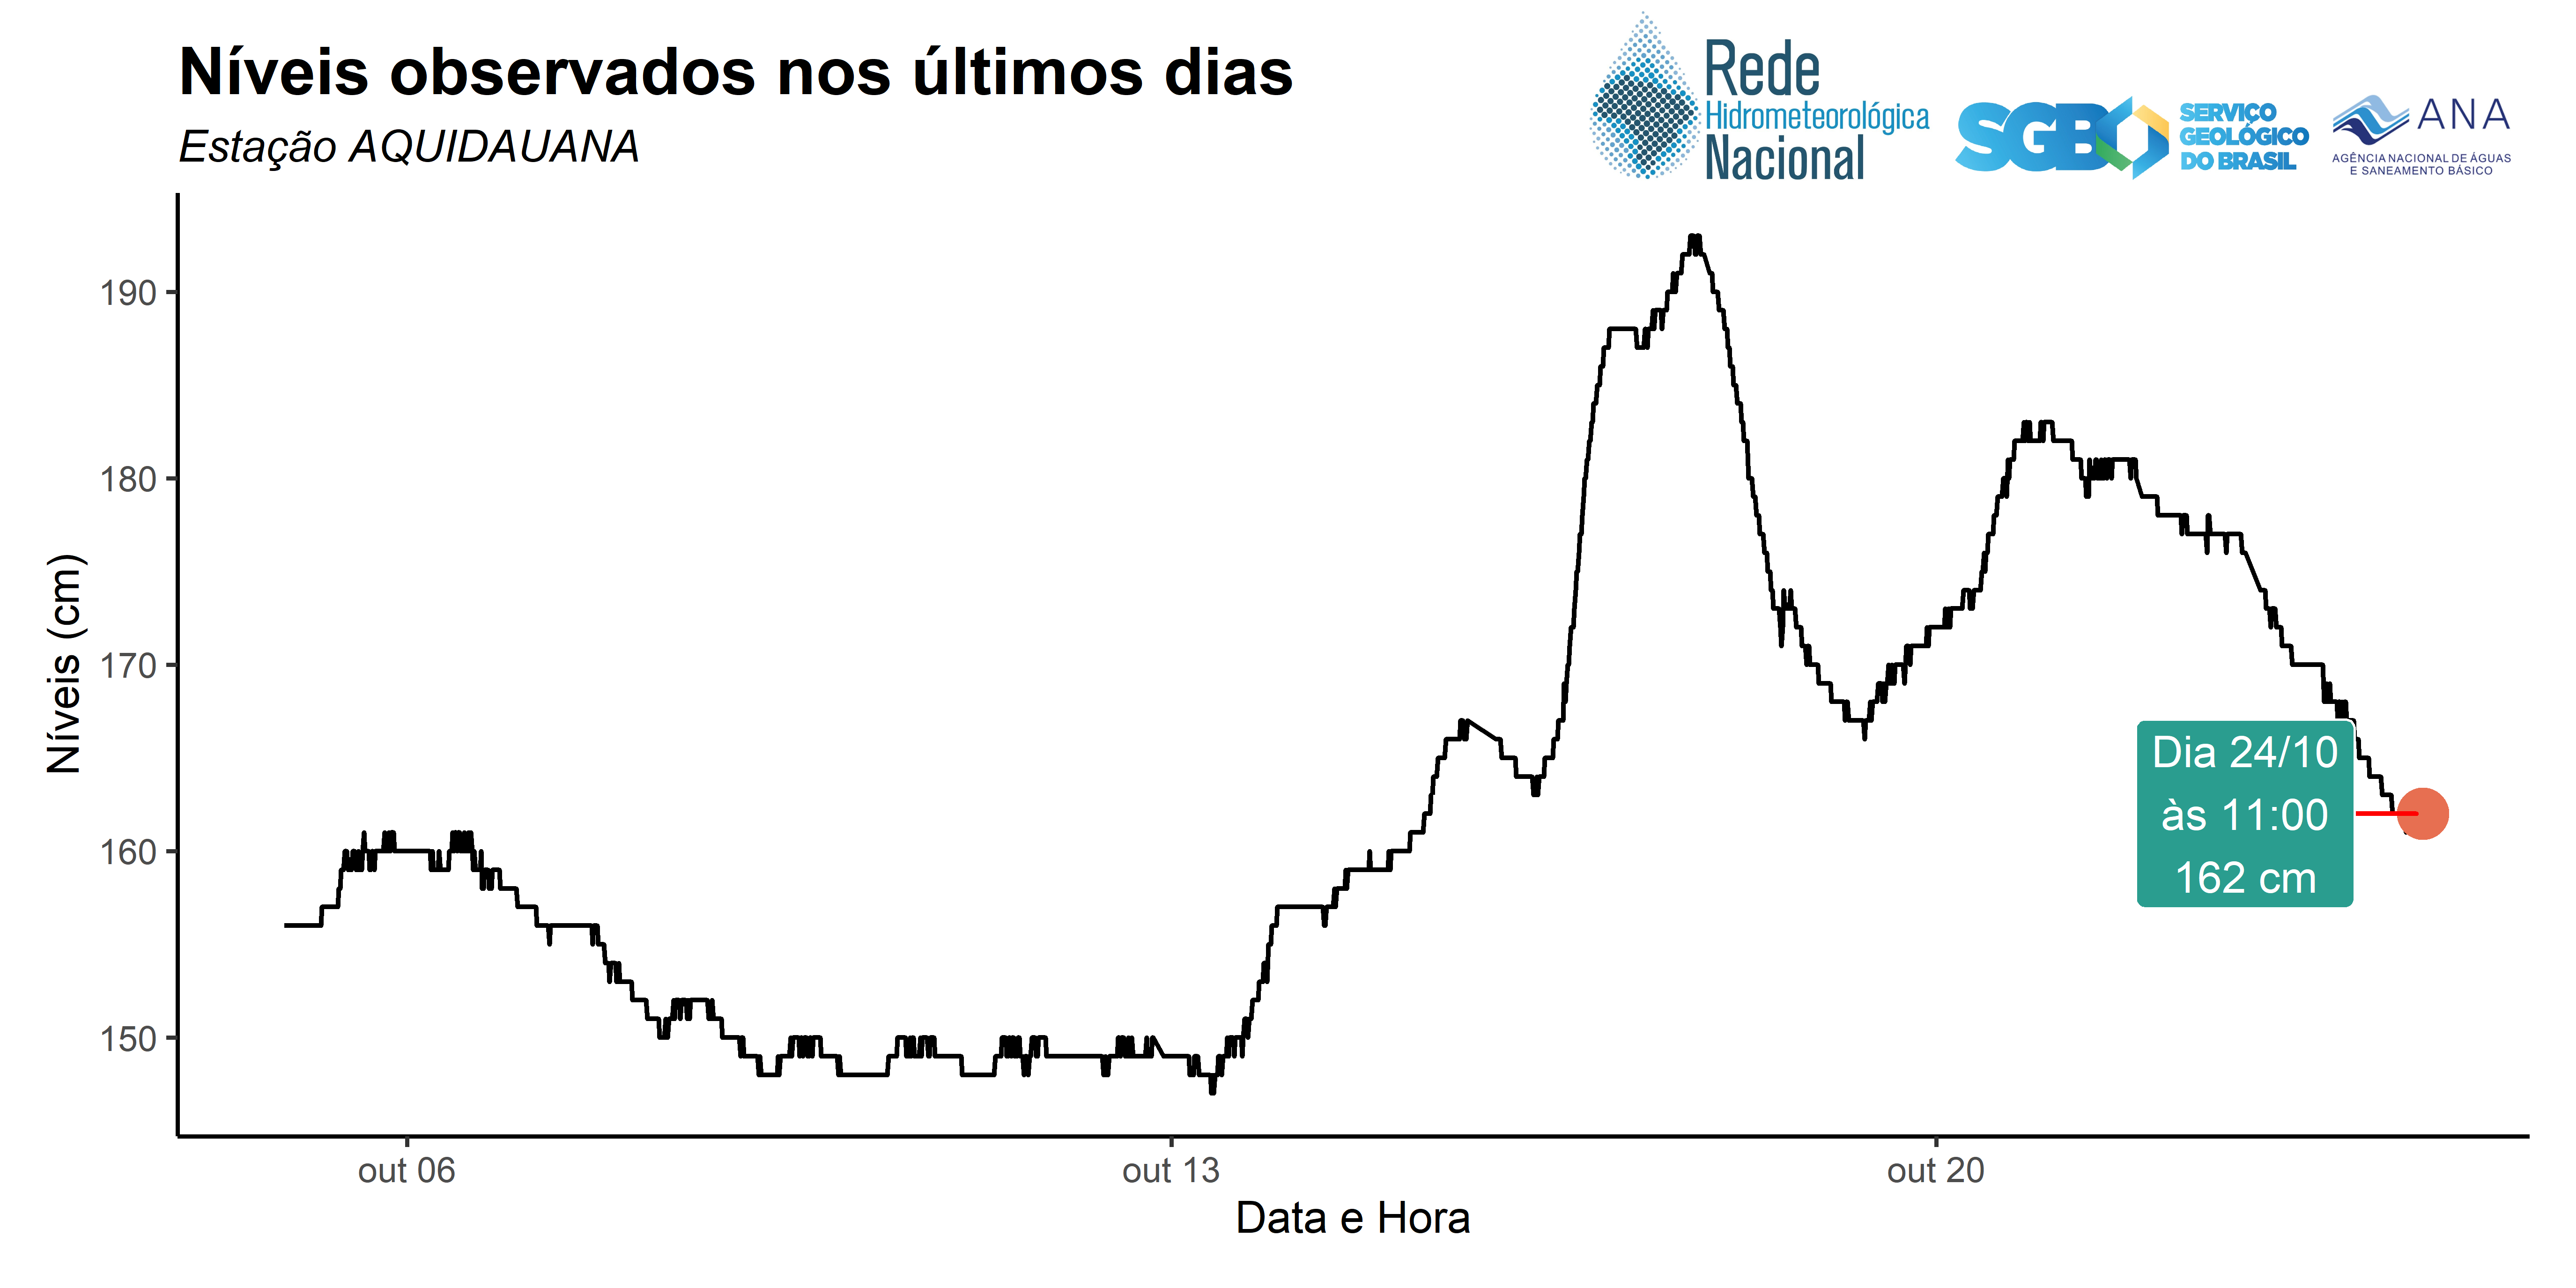 Níveis observados nos últimos dias
Estação AQUIDAUANA
Rede
Hidrometeorológica
Nacional
SGB
SERVIÇO
GEOLÓGICO
DO BRASIL
ANA
AGÊNCIA NACIONAL DE ÁGUAS
E SANEAMENTO BÁSICO
Níveis (cm)
190
180
170
160
150
Dia 24/10
às 11:00
162 cm
out 06
out 13
out 20
Data e Hora